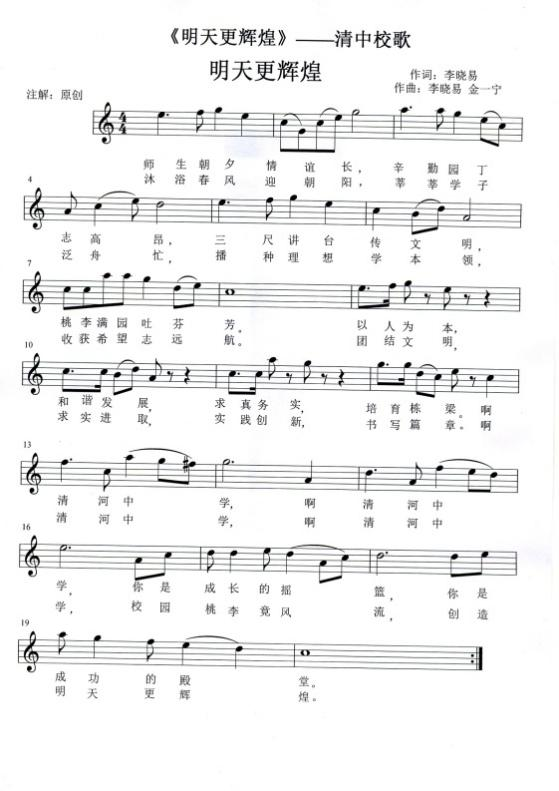 《明天更辉煌》——清中校歌
明天更辉煌
作词：李晓易
注解：原创
作曲：李晓易 金一宁
师生朝夕情谊长，辛勤园丁
沐浴春风迎朝阳，莘莘学子
4
志高昂，三尺讲台传文明，
泛舟忙，播种理想学本领，
7
桃李满园吐芬芳。以人为本，
收获希望志远航。团结文明，
10
和谐发展，求真务实，培育栋梁。啊
求实进取，实践创新，书写篇章。啊
13
清河中学，啊清河中
清河中学，啊清河中
16
学，你是成长的摇篮，你是
学，校园桃李竟风流，创造
19
成功的殿堂。
明天更辉煌。